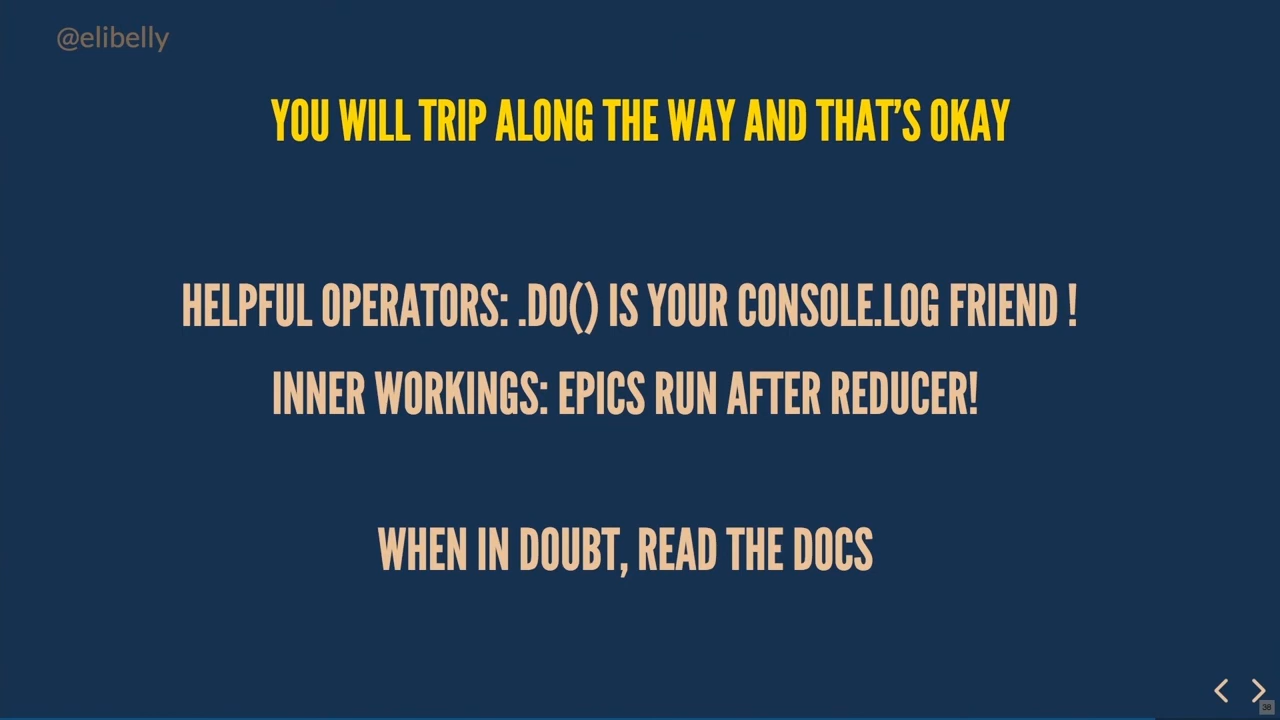 @elibelly
YOU WILL TRIP ALONG THE WAY AND THAT'S OKAY
HELPFUL OPERATORS: .DO() IS YOUR CONSOLE.LOG FRIEND !
INNER WORKINGS: EPICS RUN AFTER REDUCER!
WHEN IN DOUBT, READ THE DOCS
38